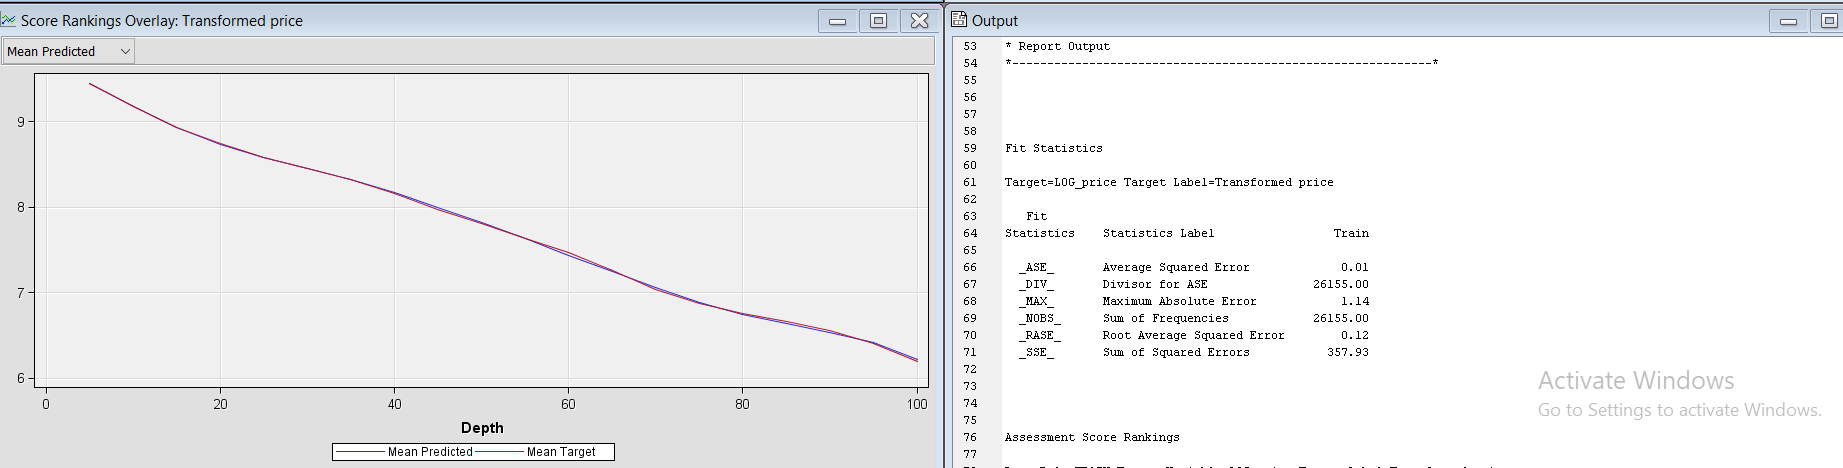 Score Rankings Overlay: Transformed price
Mean Predicted
9
8
7
6
0 20 40 60 80 100
Depth
Mean Predicted Mean Target
Output
53 * Report Output
54 *------------------------------------------------------------*
55
56
57
58
59 Fit Statistics
60
61 Target=LOG_price Target Label=Transformed price
62
63 Fit
64 Statistics Statistics Label Train
65
66 _ASE_ Average Squared Error 0.01
67 _DIV_ Divisor for ASE 26155.00
68 _MAX_ Maximum Absolute Error 1.14
69 _NOBS_ Sum of Frequencies 26155.00
70 _RASE_ Root Average Squared Error 0.12
71 _SSE_ Sum of Squared Errors 357.93
72
73
74
75
76 Assessment Score Rankings
77
Activate Windows
Go to Settings to activate Windows.